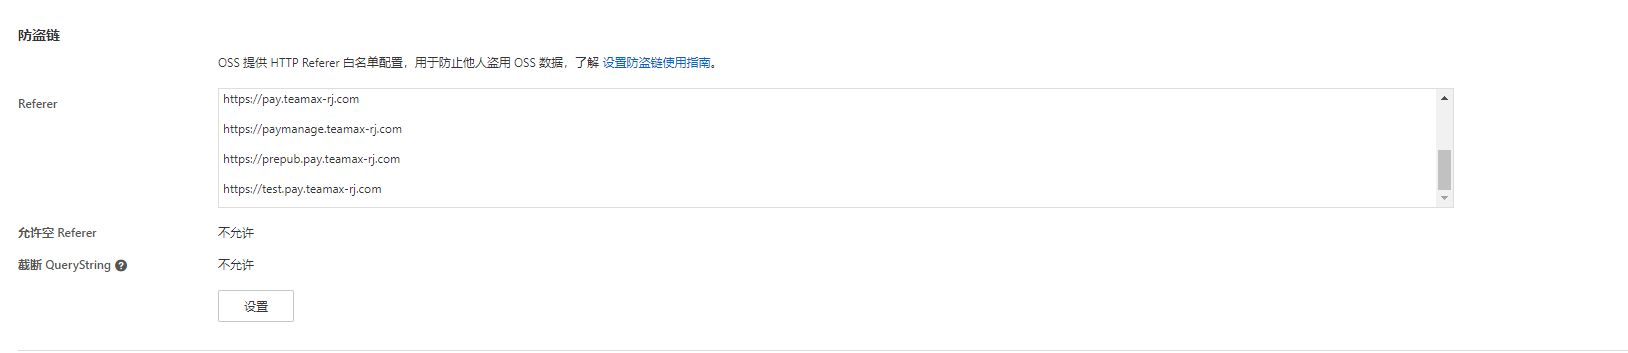 防盗链
OSS 提供 HTTP Referer 白名单配置，用于防止他人盗用 OSS 数据，了解 设置防盗链使用指南。
Referer
https://pay.teamax-rj.com
https://paymanage.teamax-rj.com
https://prepub.pay.teamax-rj.com
https://test.pay.teamax-rj.com
允许空 Referer 不允许
截断 QueryString ? 不允许
设置